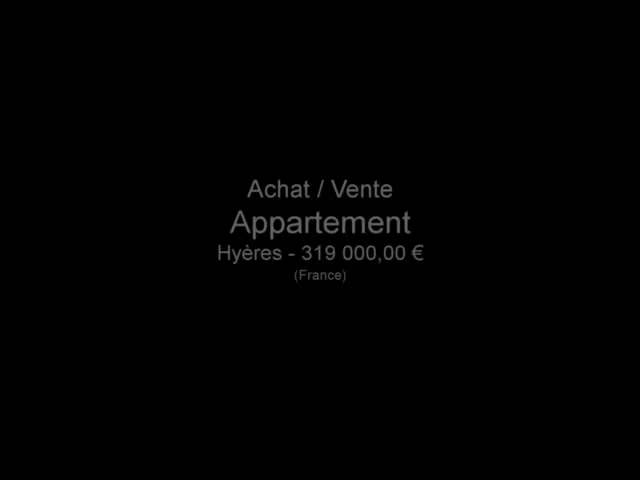 Achat / Vente
Appartement
Hyères - 319 000,00 €
(France)